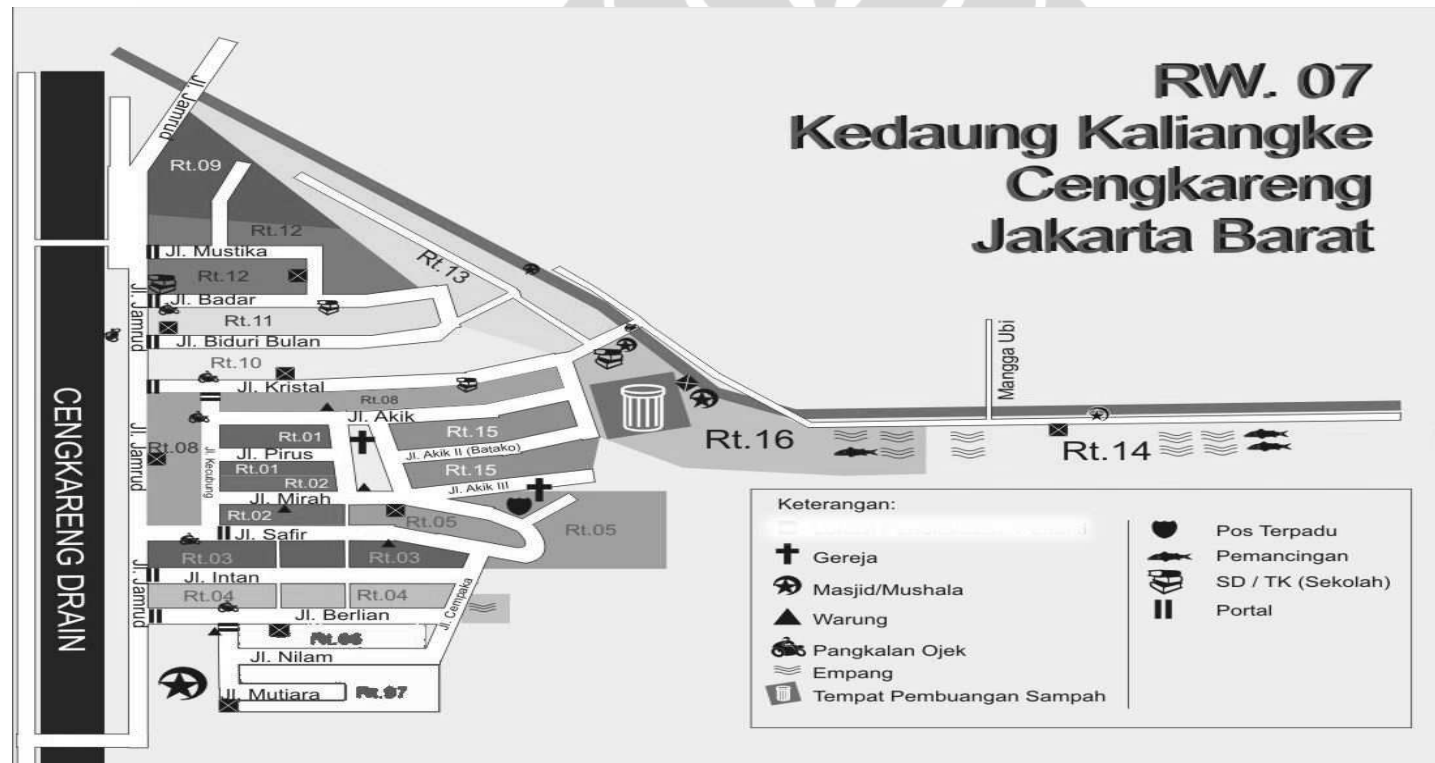 RW. 07
Kedaung Kaliangke
Cengkareng
Jakarta Barat
Jl. Jamrud
Rt.09
Rt.12
Jl. Mustika
Rt.12
Rt.13
Jl. Badar
Jl. Jamrud
Rt.11
Jl. Biduri Bulan
Rt.10
Jl. Kristal
Mangga Ubi
CENGKARENG DRAIN
Rt.08
Jl. Akik
Rt.01
Rt.15
Rt.16
Rt.14
Jl. Jamrud
Rt.08
Jl. Kecubung
Jl. Pirus
Jl. Akik II (Batako)
Rt.01
Rt.15
Rt.02
Jl. Akik III
Jl. Mirah
Rt.02
Rt.05
Rt.05
Jl. Safir
Rt.03
Rt.03
Jl. Intan
Jl. Jamrud
Rt.04
Rt.04
Jl. Cempaka
Jl. Berlian
Rt.06
Jl. Nilam
Jl. Mutiara
Rt.07
Keterangan:
Gereja
Masjid/Mushala
Warung
Pangkalan Ojek
Empang
Tempat Pembuangan Sampah
Pos Terpadu
Pemancingan
SD / TK (Sekolah)
Portal